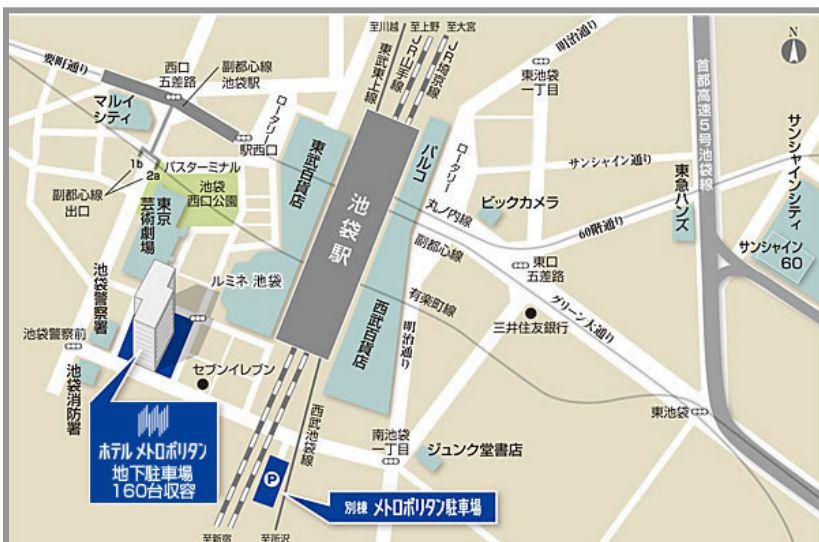 至川越
至上野
至大宮
東武東上線
JR山手線
JR埼京線
N
明治通り
要町通り
西口
五差路
副都心線
池袋駅
東池袋
一丁目
首都高速5号池袋線
マルイ
シティ
ロータリー
駅西口
パルコ
ロータリー
サンシャイン通り
サンシャインシティ
1b
2a
バスターミナル
池袋
西口公園
東武百貨店
東急ハンズ
副都心線
出口
東京
芸術劇場
池袋駅
ビックカメラ
丸ノ内線
60階通り
サンシャイン
60
副都心線
東口
五差路
ルミネ 池袋
有楽町線
グリーン大通り
池袋警察署
西武百貨店
明治通り
三井住友銀行
池袋警察前
セブンイレブン
池袋消防署
西武池袋線
東池袋
南池袋
一丁目
ジュンク堂書店
ホテル メトロポリタン
地下駐車場
160台収容
P
別棟 メトロポリタン駐車場
至新宿
至所沢